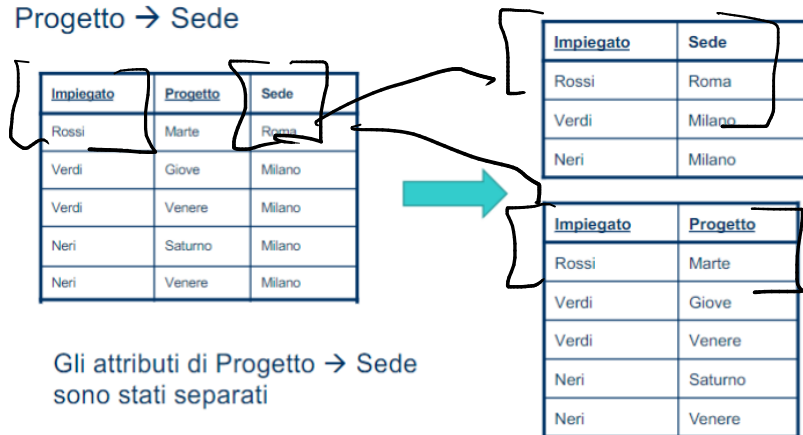 Progetto → Sede
Impiegato Progetto Sede
Rossi Marte Roma
Verdi Giove Milano
Verdi Venere Milano
Neri Saturno Milano
Neri Venere Milano
Gli attributi di Progetto → Sede
sono stati separati
Impiegato Sede
Rossi Roma
Verdi Milano
Neri Milano
Impiegato Progetto
Rossi Marte
Verdi Giove
Verdi Venere
Neri Saturno
Neri Venere